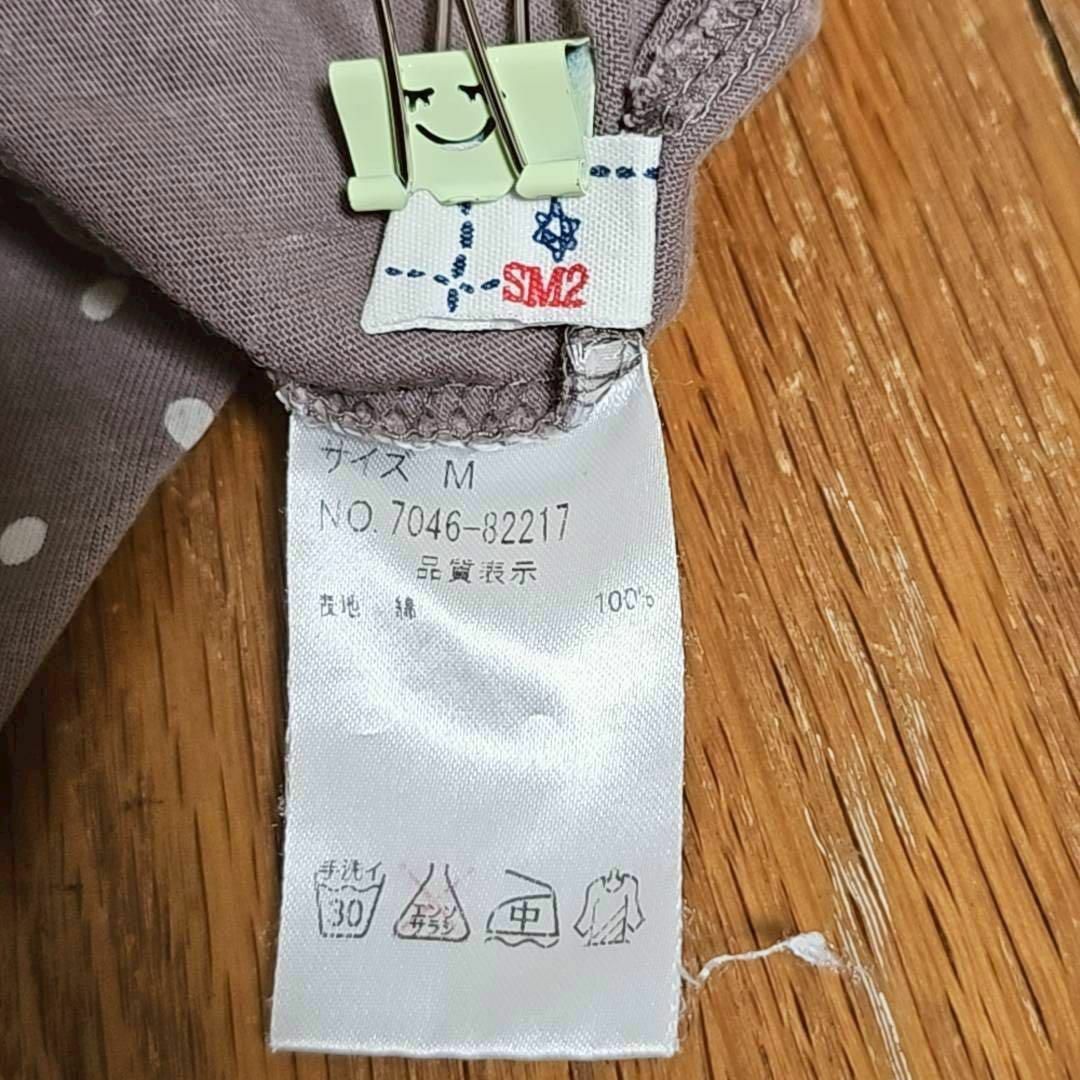 SM2
サイズ M
NO. 7046-82217
品質表示
表地 綿 100%
手洗イ
30
エンソ
サラシ
中